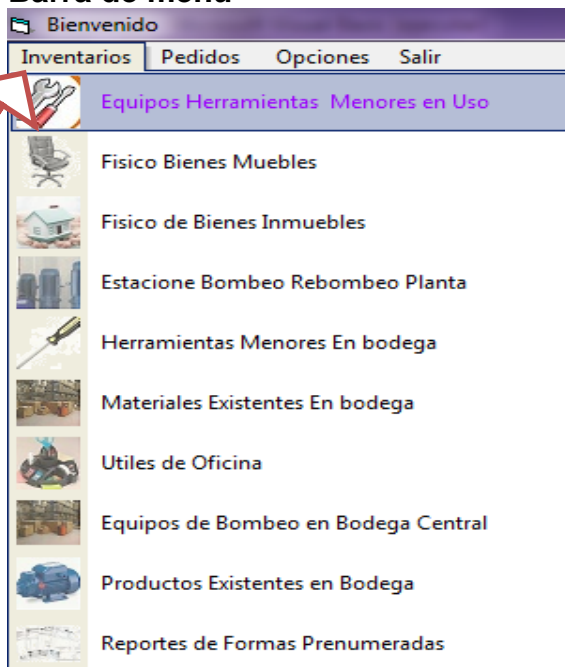 Barra de menú
Bienvenido
Inventarios Pedidos Opciones Salir
Equipos Herramientas Menores en Uso
Fisico Bienes Muebles
Fisico de Bienes Inmuebles
Estacione Bombeo Rebombeo Planta
Herramientas Menores En bodega
Materiales Existentes En bodega
Utiles de Oficina
Equipos de Bombeo en Bodega Central
Productos Existentes en Bodega
Reportes de Formas Prenumeradas